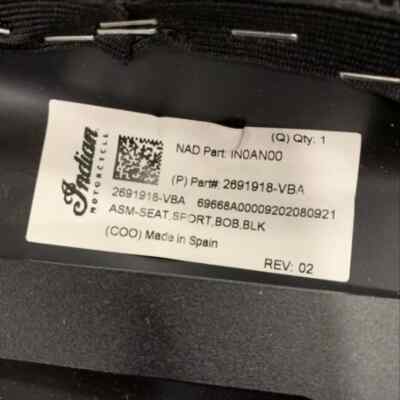 Indian
MOTORCYCLE
(Q) Qty: 1
NAD Part: IN0AN00
(P) Part#: 2691918-VBA
2691918-VBA 69668A00009202080921
ASM-SEAT,SPORT,BOB,BLK
(COO) Made in Spain
REV: 02